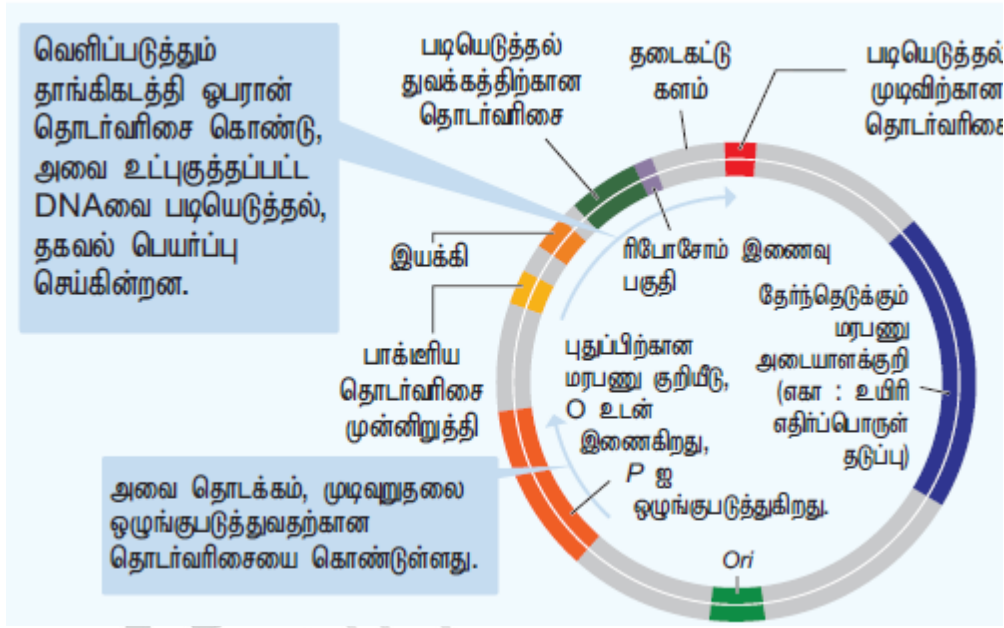 வெளிப்படுத்தும்
தாங்கிகடத்தி ஒபரான்
தொடர்வரிசை கொண்டு,
அவை உட்புகுத்தப்பட்ட
DNAவை படியெடுத்தல்,
தகவல் பெயர்ப்பு
செய்கின்றன.
படியெடுத்தல்
துவக்கத்திற்கான
தொடர்வரிசை
தடைகட்டு
களம்
படியெடுத்தல்
முடிவிற்கான
தொடர்வரிசை
இயக்கி
ரிபோசோம் இணைவு
பகுதி
பாக்டீரிய
தொடர்வரிசை
முன்னிறுத்தி
புதுப்பிற்கான
மரபணு குறியீடு,
O உடன்
இணைகிறது,
P ஐ
ஒழுங்குபடுத்துகிறது.
தேர்ந்தெடுக்கும்
மரபணு
அடையாளக்குறி
(எகா : உயிரி
எதிர்ப்பொருள்
தடுப்பு)
அவை தொடக்கம், முடிவுறுதலை
ஒழுங்குபடுத்துவதற்கான
தொடர்வரிசையை கொண்டுள்ளது.
Ori